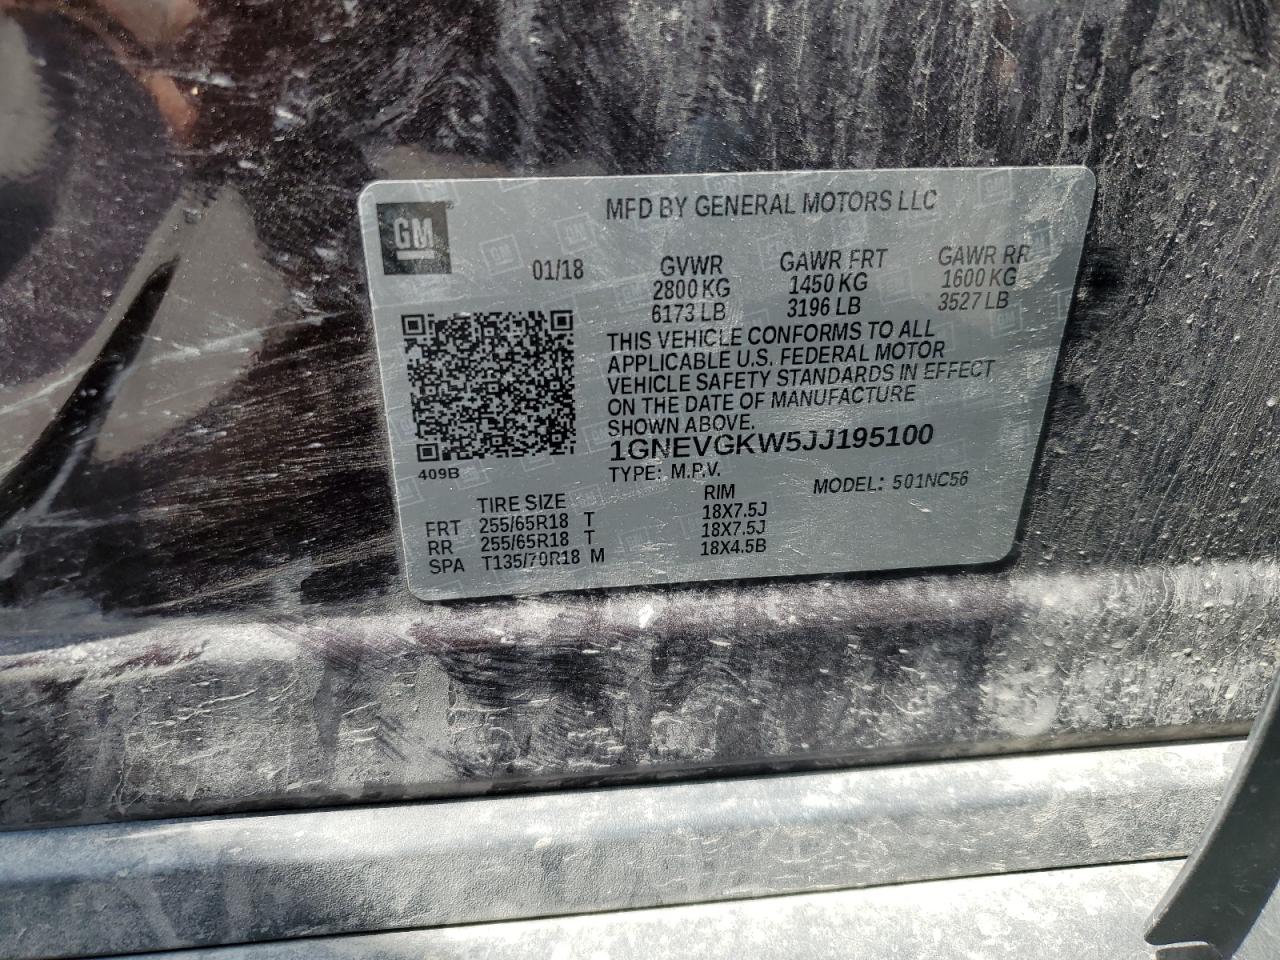 GM
MFD BY GENERAL MOTORS LLC
01/18
GVWR
2800 KG
6173 LB
GAWR FRT
1450 KG
3196 LB
GAWR RR
1600 KG
3527 LB
THIS VEHICLE CONFORMS TO ALL
APPLICABLE U.S. FEDERAL MOTOR
VEHICLE SAFETY STANDARDS IN EFFECT
ON THE DATE OF MANUFACTURE
SHOWN ABOVE.
1GNEVGKW5JJ195100
TYPE: M.P.V.
MODEL: 501NC56
409B
TIRE SIZE RIM
FRT 255/65R18 T 18X7.5J
RR 255/65R18 T 18X7.5J
SPA T135/70R18 M 18X4.5B